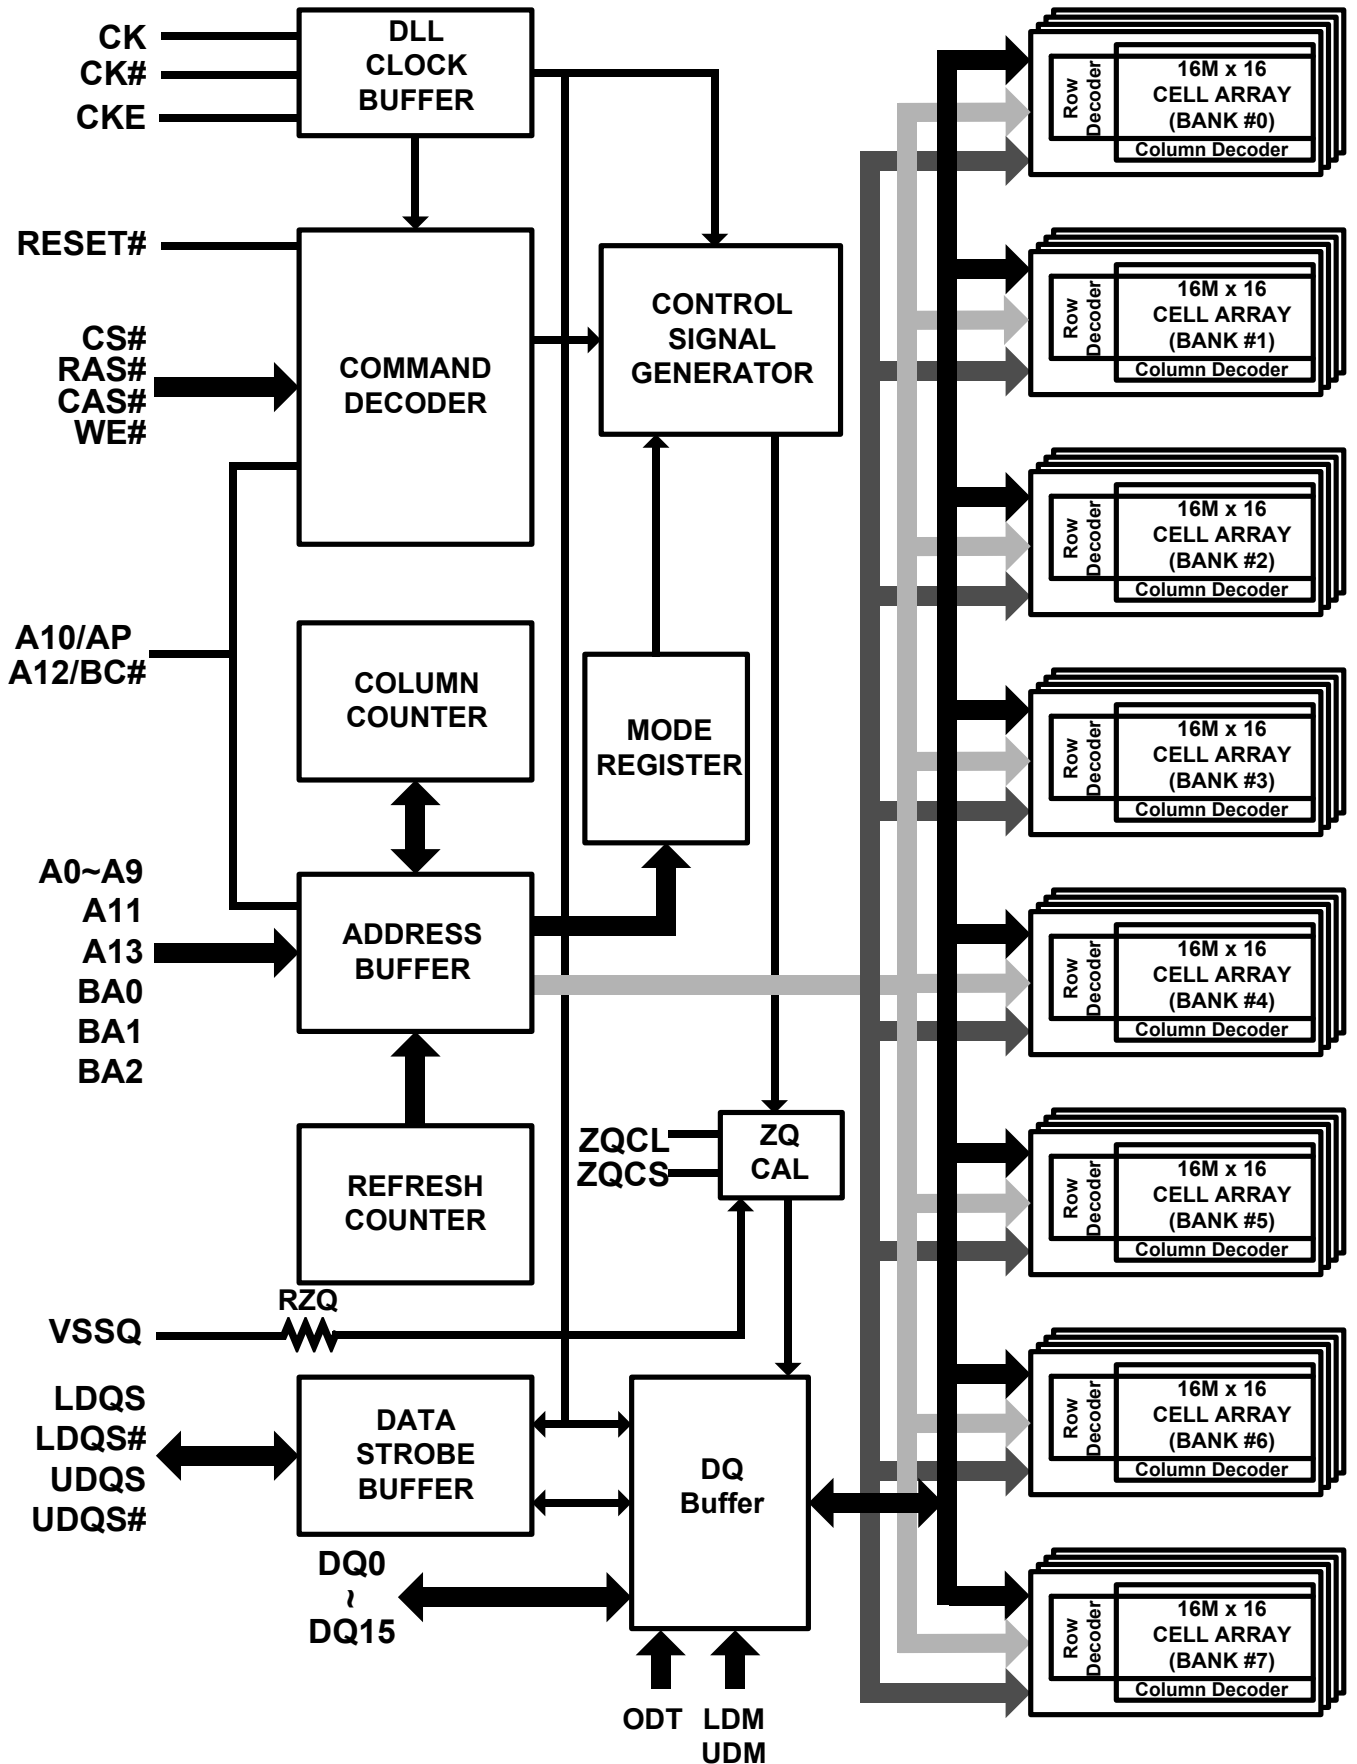 CK
CK#
CKE
DLL
CLOCK
BUFFER
RESET#
CS#
RAS#
CAS#
WE#
COMMAND
DECODER
CONTROL
SIGNAL
GENERATOR
A10/AP
A12/BC#
COLUMN
COUNTER
MODE
REGISTER
A0~A9
A11
A13
BA0
BA1
BA2
ADDRESS
BUFFER
REFRESH
COUNTER
ZQCL
ZQCS
ZQ
CAL
VSSQ
RZQ
LDQS
LDQS#
UDQS
UDQS#
DATA
STROBE
BUFFER
DQ
Buffer
DQ0
~
DQ15
ODT
LDM
UDM
Row
Decoder
16M x 16
CELL ARRAY
(BANK #0)
Column Decoder
Row
Decoder
16M x 16
CELL ARRAY
(BANK #1)
Column Decoder
Row
Decoder
16M x 16
CELL ARRAY
(BANK #2)
Column Decoder
Row
Decoder
16M x 16
CELL ARRAY
(BANK #3)
Column Decoder
Row
Decoder
16M x 16
CELL ARRAY
(BANK #4)
Column Decoder
Row
Decoder
16M x 16
CELL ARRAY
(BANK #5)
Column Decoder
Row
Decoder
16M x 16
CELL ARRAY
(BANK #6)
Column Decoder
Row
Decoder
16M x 16
CELL ARRAY
(BANK #7)
Column Decoder